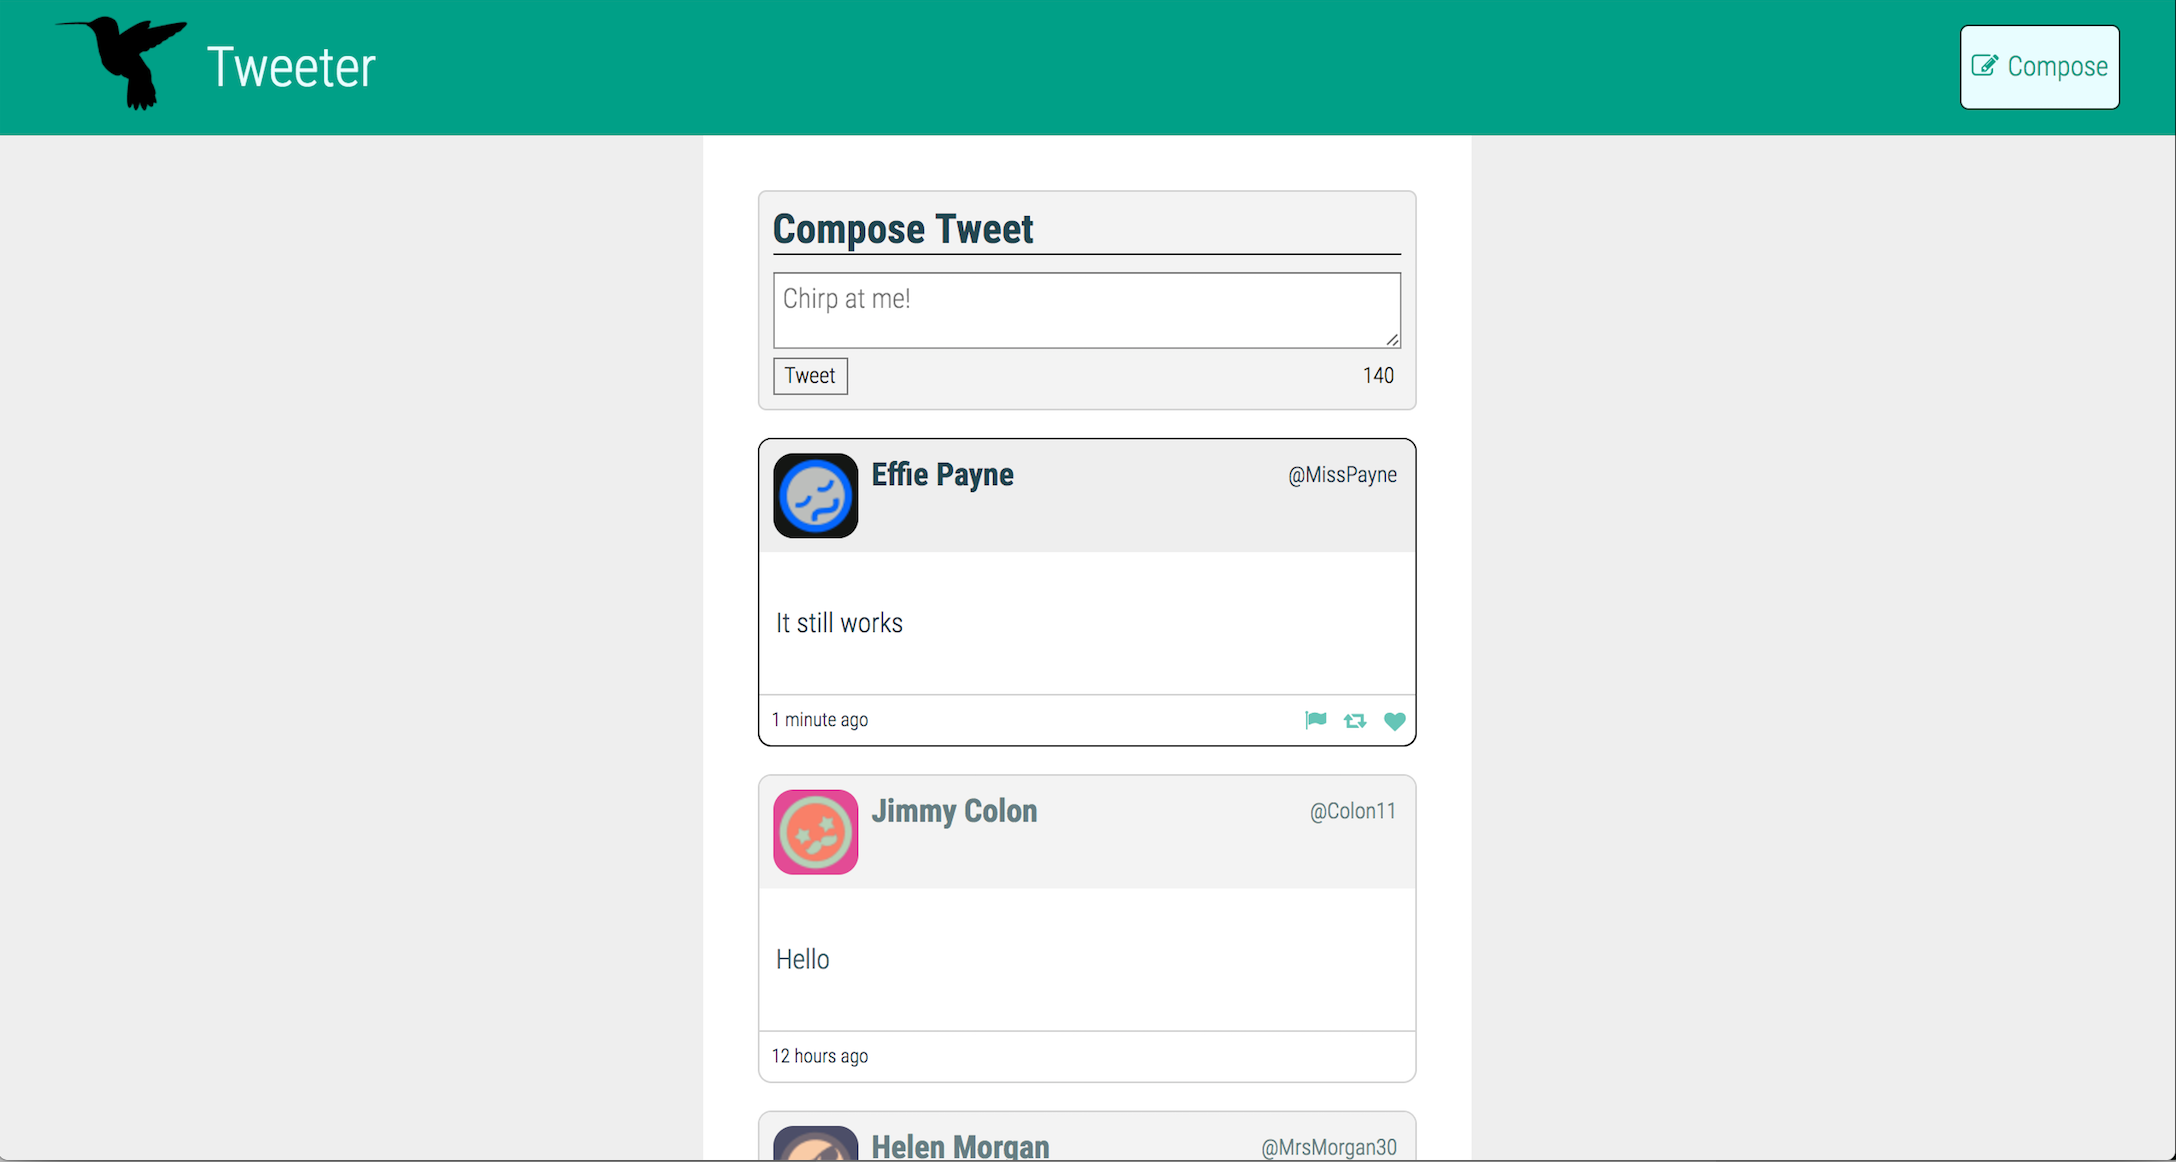 Tweeter
Compose
Compose Tweet
Chirp at me!
Tweet 140
Effie Payne @MissPayne
It still works
1 minute ago
Jimmy Colon @Colon11
Hello
12 hours ago
Helen Morgan @MrsMorgan30